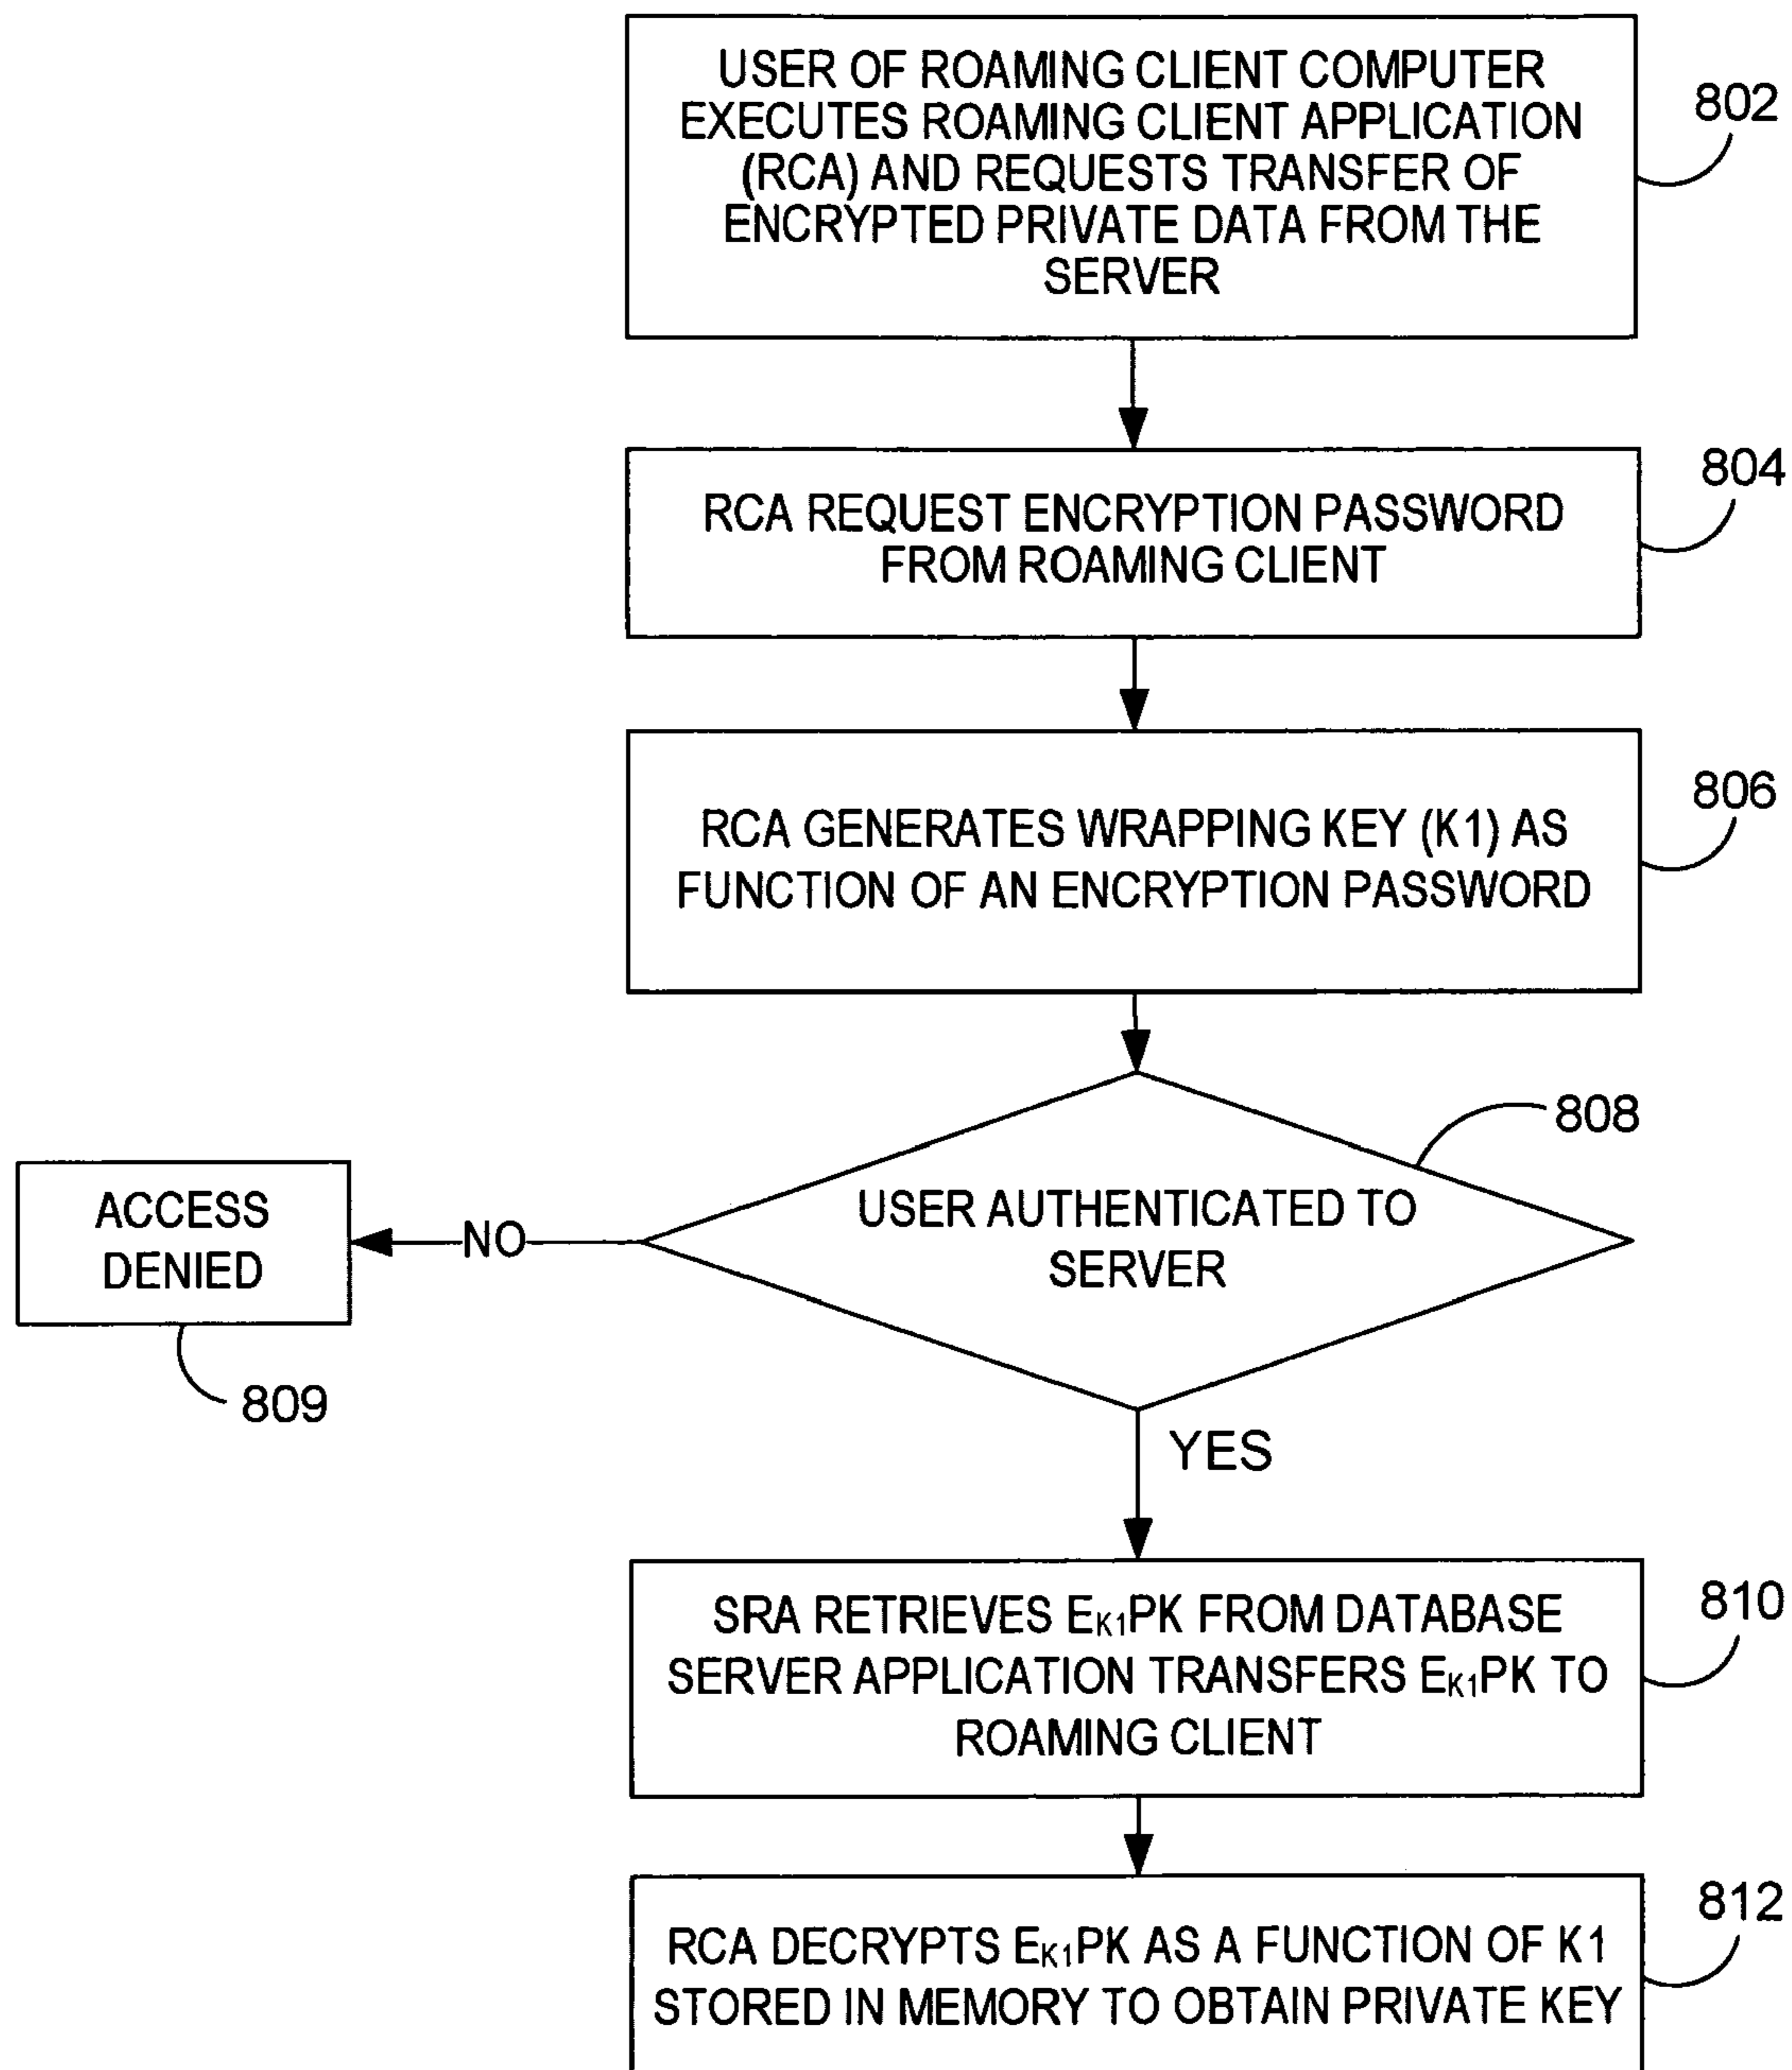 USER OF ROAMING CLIENT COMPUTER
EXECUTES ROAMING CLIENT APPLICATION
(RCA) AND REQUESTS TRANSFER OF
ENCRYPTED PRIVATE DATA FROM THE
SERVER
802
RCA REQUEST ENCRYPTION PASSWORD
FROM ROAMING CLIENT
804
RCA GENERATES WRAPPING KEY (K1) AS
FUNCTION OF AN ENCRYPTION PASSWORD
806
USER AUTHENTICATED TO
SERVER
808
NO
ACCESS
DENIED
809
YES
SRA RETRIEVES EK1PK FROM DATABASE
SERVER APPLICATION TRANSFERS EK1PK TO
ROAMING CLIENT
810
RCA DECRYPTS EK1PK AS A FUNCTION OF K1
STORED IN MEMORY TO OBTAIN PRIVATE KEY
812